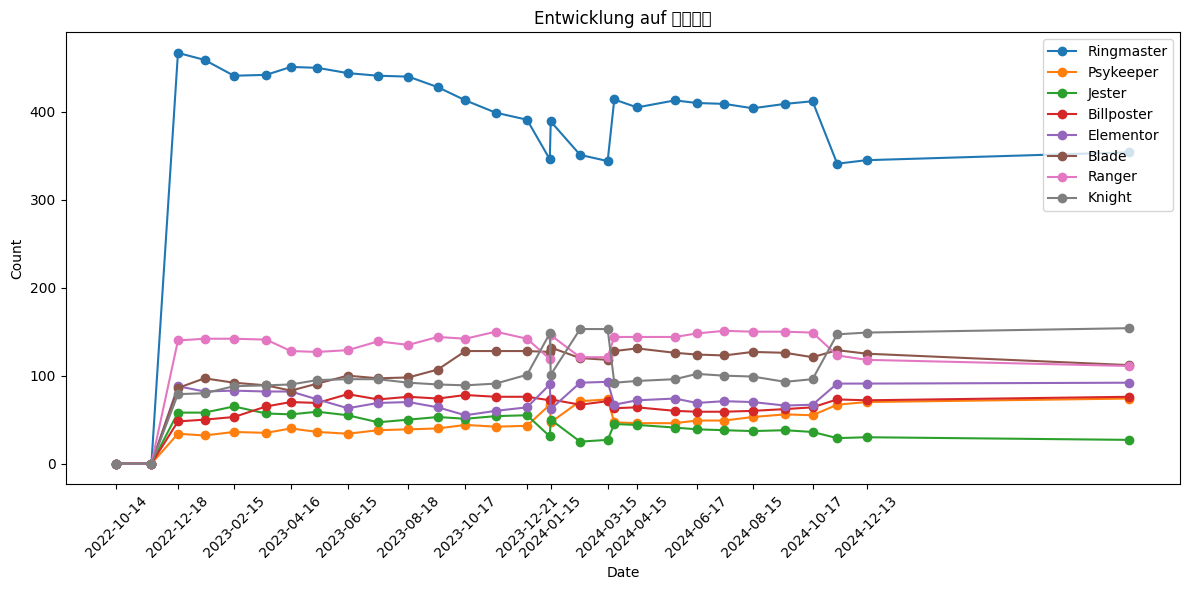 Entwicklung auf
Ringmaster
Psykeeper
Jester
Billposter
Elementor
Blade
Ranger
Knight
Count
400
300
200
100
0
2022-10-14
2022-12-18
2023-02-15
2023-04-16
2023-06-15
2023-08-18
2023-10-17
2023-12-21
2024-01-15
2024-03-15
2024-04-15
2024-06-17
2024-08-15
2024-10-17
2024-12-13
Date